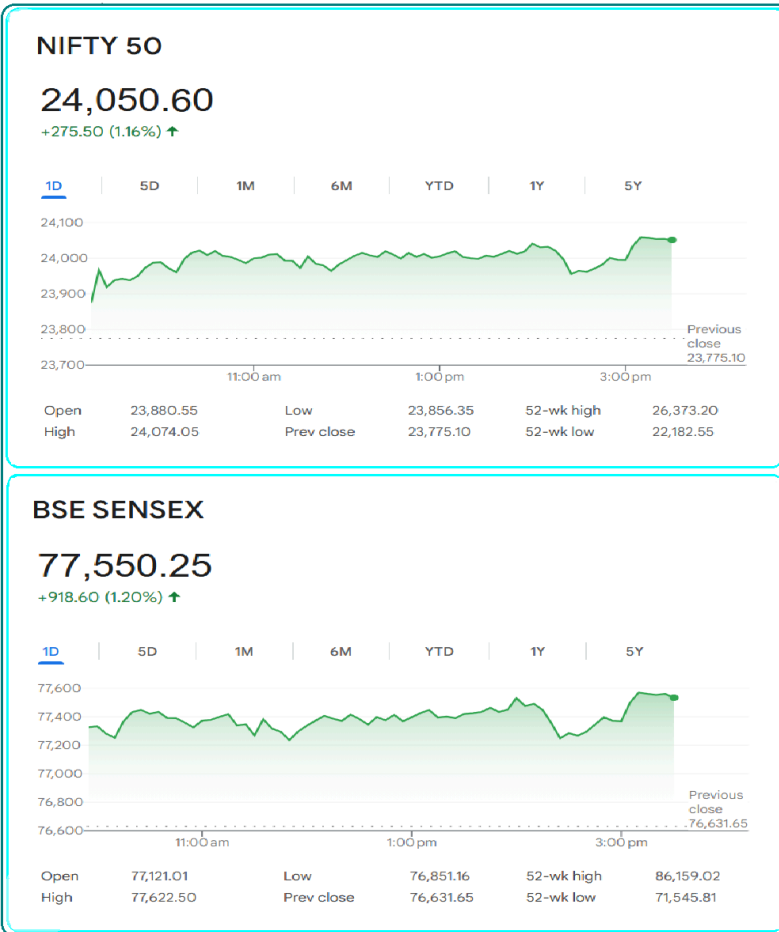 NIFTY 50
24,050.60
+275.50 (1.16%) ↑
1D 5D 1M 6M YTD 1Y 5Y
24,100
24,000
23,900
23,800
Previous
close
23,775.10
23,700
11:00 am 1:00 pm 3:00 pm
Open 23,880.55 Low 23,856.35 52-wk high 26,373.20
High 24,074.05 Prev close 23,775.10 52-wk low 22,182.55
BSE SENSEX
77,550.25
+918.60 (1.20%) ↑
1D 5D 1M 6M YTD 1Y 5Y
77,600
77,400
77,200
77,000
76,800
Previous
close
76,631.65
76,600
11:00 am 1:00 pm 3:00 pm
Open 77,121.01 Low 76,851.16 52-wk high 86,159.02
High 77,622.50 Prev close 76,631.65 52-wk low 71,545.81